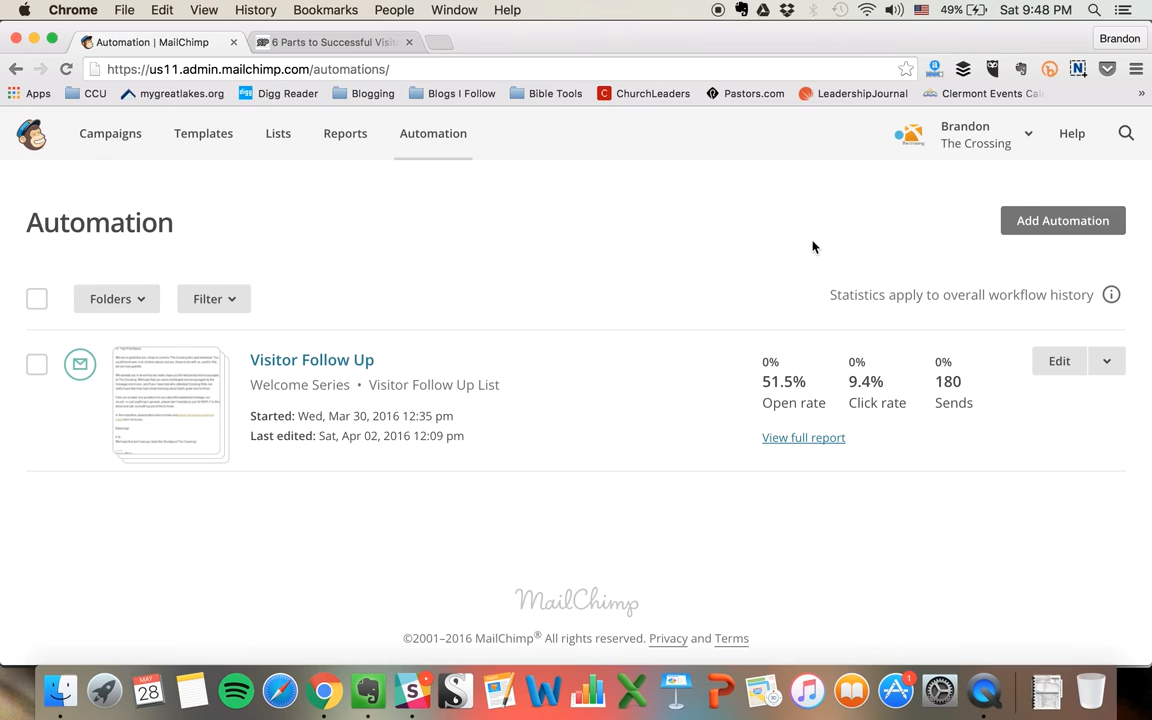 Chrome File Edit View History Bookmarks People Window Help 49% Sat 9:48 PM
Automation | MailChimp 6 Parts to Successful Visit Brandon
https://us11.admin.mailchimp.com/automations/
Apps CCU mygreatlakes.org Digg Reader Blogging Blogs I Follow Bible Tools ChurchLeaders Pastors.com LeadershipJournal Clermont Events Cal »
Campaigns Templates Lists Reports Automation Brandon Help
The Crossing
Automation
Add Automation
Folders Filter Statistics apply to overall workflow history
Visitor Follow Up
Welcome Series • Visitor Follow Up List
Started: Wed, Mar 30, 2016 12:35 pm
Last edited: Sat, Apr 02, 2016 12:09 pm
0% 0% 0%
51.5% 9.4% 180
Open rate Click rate Sends
View full report
Edit
MailChimp
©2001–2016 MailChimp® All rights reserved. Privacy and Terms
MAY
28
1